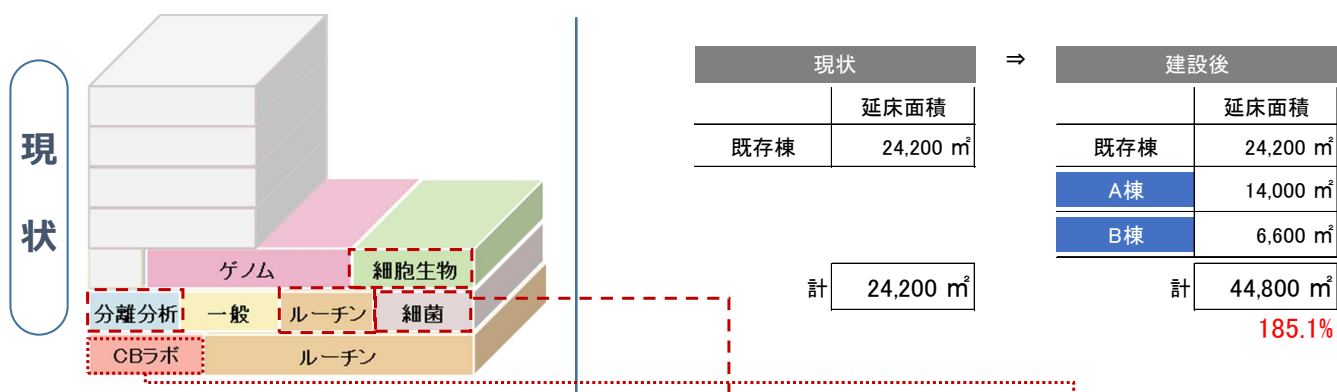 現状
ゲノム 細胞生物
分離分析 一般 ルーチン 細菌
CBラボ ルーチン
現状 ⇒ 建設後
延床面積 延床面積
既存棟 24,200 ㎡ 既存棟 24,200 ㎡
A棟 14,000 ㎡
B棟 6,600 ㎡
計 24,200 ㎡ 計 44,800 ㎡
185.1%